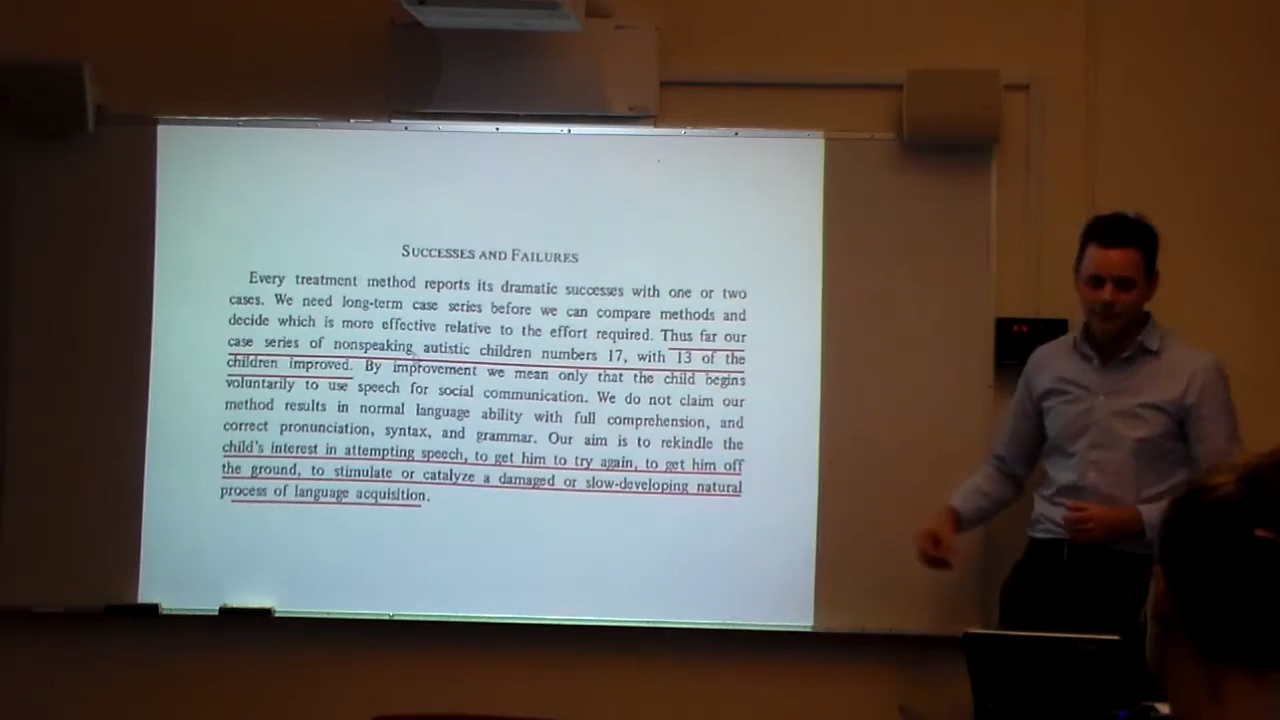 SUCCESSES AND FAILURES
Every treatment method reports its dramatic successes with one or two
cases. We need long-term case series before we can compare methods and
decide which is more effective relative to the effort required. Thus far our
case series of nonspeaking autistic children numbers 17, with 13 of the
children improved. By improvement we mean only that the child begins
voluntarily to use speech for social communication. We do not claim our
method results in normal language ability with full comprehension, and
correct pronunciation, syntax, and grammar. Our aim is to rekindle the
child's interest in attempting speech, to get him to try again, to get him off
the ground, to stimulate or catalyze a damaged or slow-developing natural
process of language acquisition.